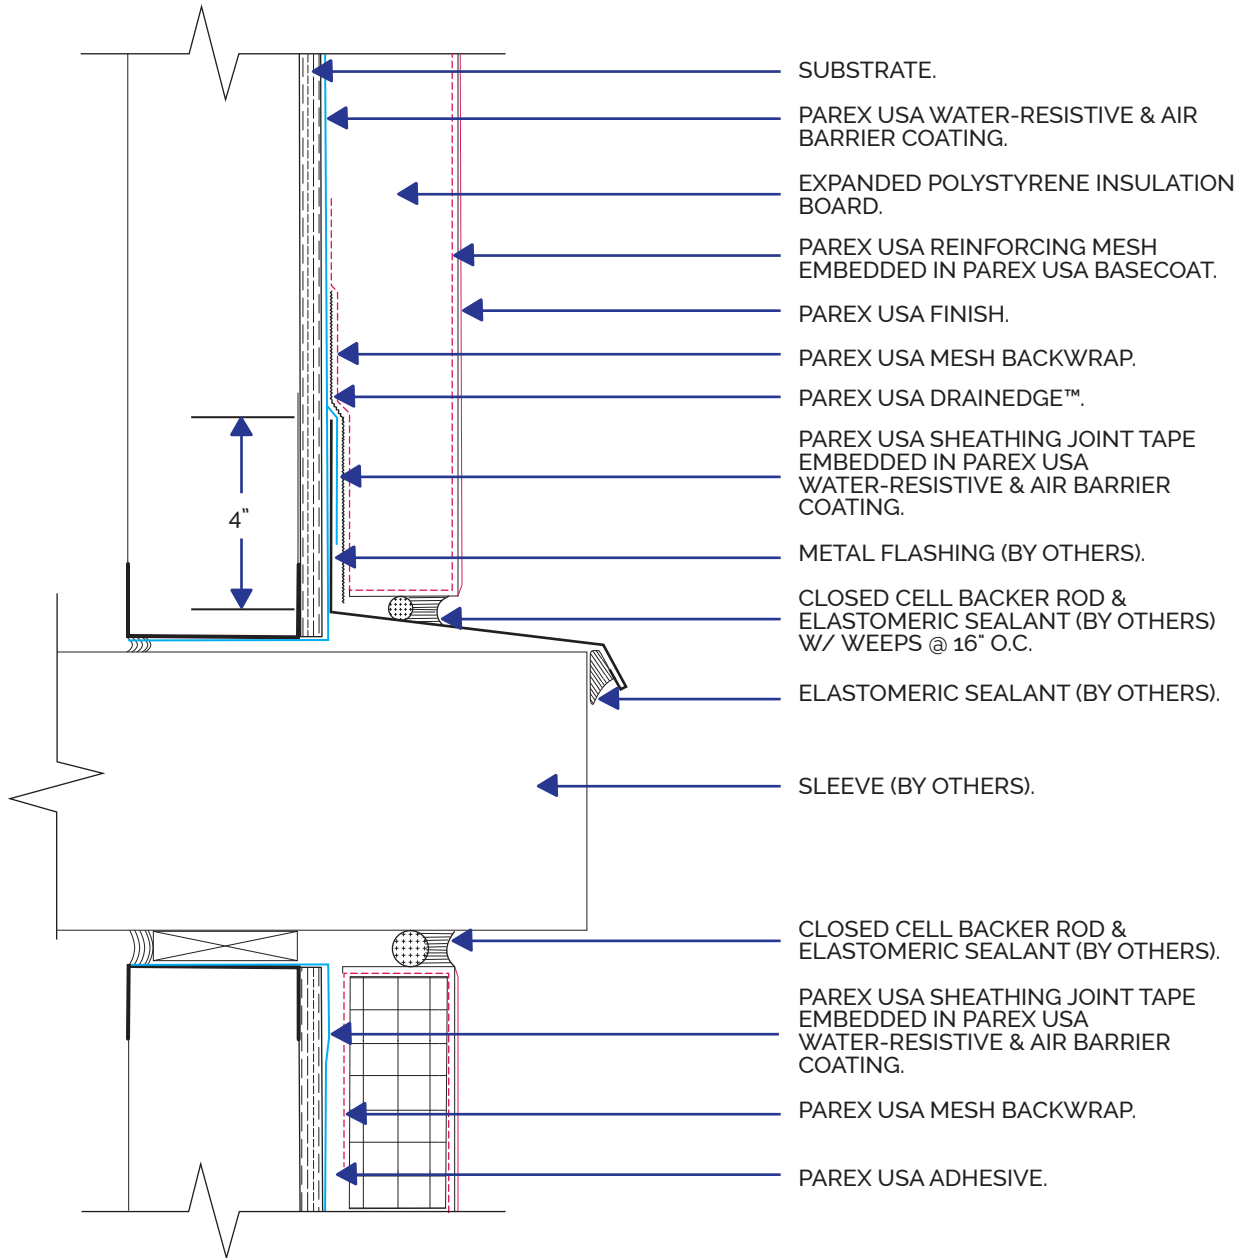 SUBSTRATE.
PAREX USA WATER-RESISTIVE & AIR
BARRIER COATING.
EXPANDED POLYSTYRENE INSULATION
BOARD.
PAREX USA REINFORCING MESH
EMBEDDED IN PAREX USA BASECOAT.
PAREX USA FINISH.
PAREX USA MESH BACKWRAP.
PAREX USA DRAINEDGE™.
PAREX USA SHEATHING JOINT TAPE
EMBEDDED IN PAREX USA
WATER-RESISTIVE & AIR BARRIER
COATING.
4"
METAL FLASHING (BY OTHERS).
CLOSED CELL BACKER ROD &
ELASTOMERIC SEALANT (BY OTHERS)
W/ WEEPS @ 16" O.C.
ELASTOMERIC SEALANT (BY OTHERS).
SLEEVE (BY OTHERS).
CLOSED CELL BACKER ROD &
ELASTOMERIC SEALANT (BY OTHERS).
PAREX USA SHEATHING JOINT TAPE
EMBEDDED IN PAREX USA
WATER-RESISTIVE & AIR BARRIER
COATING.
PAREX USA MESH BACKWRAP.
PAREX USA ADHESIVE.